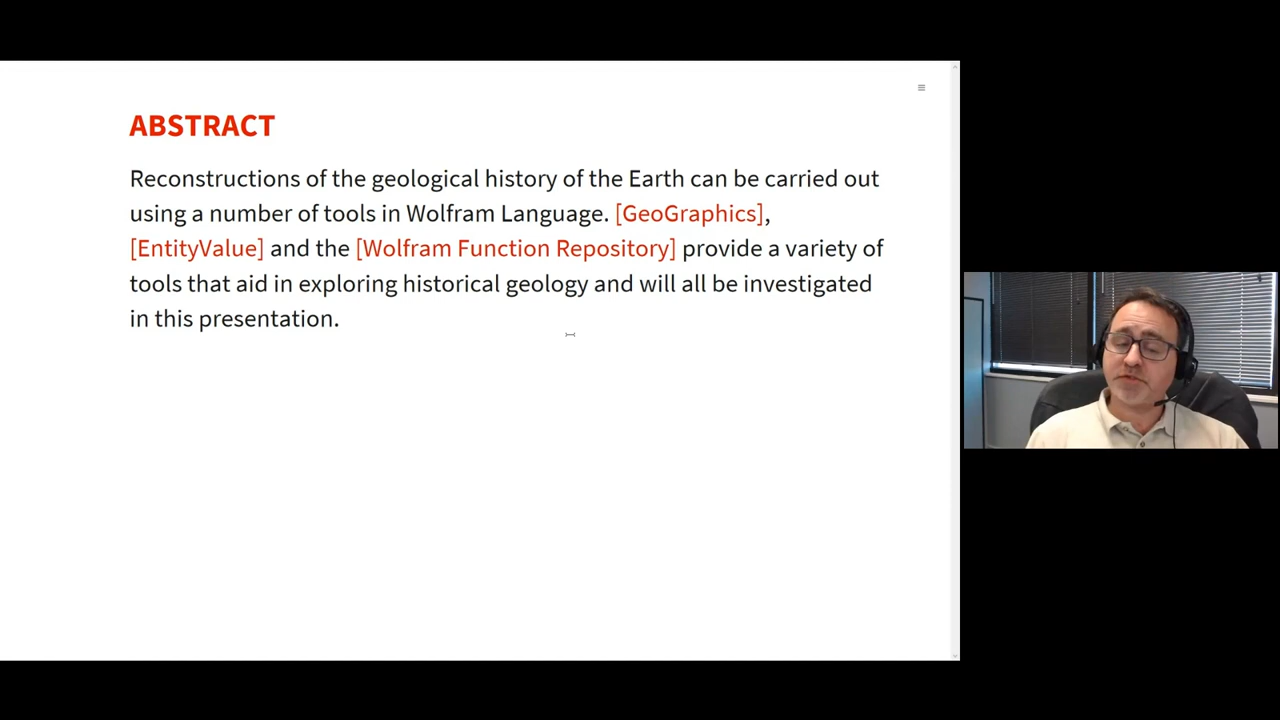 ABSTRACT
Reconstructions of the geological history of the Earth can be carried out
using a number of tools in Wolfram Language. [GeoGraphics],
[EntityValue] and the [Wolfram Function Repository] provide a variety of
tools that aid in exploring historical geology and will all be investigated
in this presentation.